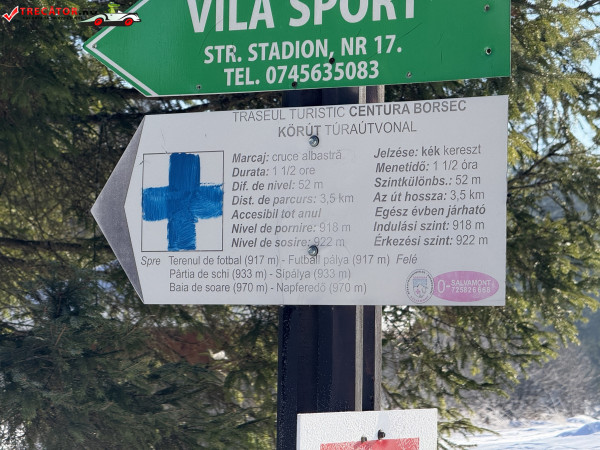 TRECATOR.RO
VILA SPORT
STR. STADION, NR 17.
TEL. 0745635083
TRASEUL TURISTIC CENTURA BORSEC
KÖRÚT TÚRAÚTVONAL
Marcaj: cruce albastră
Durata: 1 1/2 ore
Dif. de nivel: 52 m
Dist. de parcurs: 3,5 km
Accesibil tot anul
Nivel de pornire: 918 m
Nivel de sosire: 922 m
Jelzése: kék kereszt
Menetidő: 1 1/2 óra
Szintkülönbs.: 52 m
Az út hossza: 3,5 km
Egész évben járható
Indulási szint: 918 m
Érkezési szint: 922 m
Spre Terenul de fotbal (917 m) - Futball pálya (917 m) Felé
Pârtia de schi (933 m) - Sípálya (933 m)
Baia de soare (970 m) - Napferedő (970 m)
0-SALVAMONT